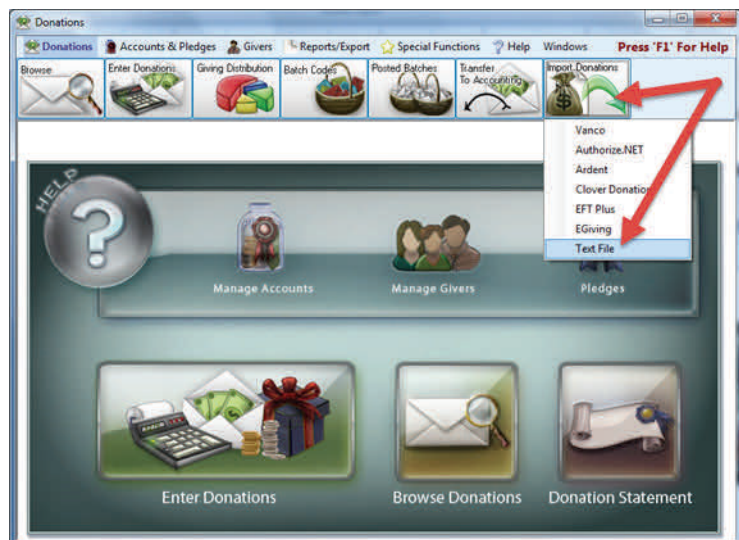 Donations
Donations Accounts & Pledges Givers Reports/Export Special Functions Help Windows Press 'F1' For Help
Browse Enter Donations Giving Distribution Batch Codes Posted Batches Transfer To Accounting Import Donations
Vanco
Authorize.NET
Ardent
Clover Donation
EFT Plus
EGiving
Text File
HELP
?
Manage Accounts Manage Givers Pledges
Enter Donations Browse Donations Donation Statement